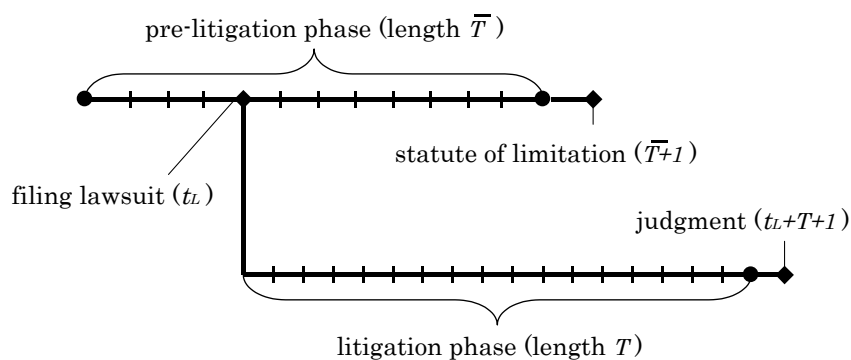 pre-litigation phase (length T̅ )
statute of limitation (T̅+1)
filing lawsuit (tL)
judgment (tL+T+1)
litigation phase (length T)